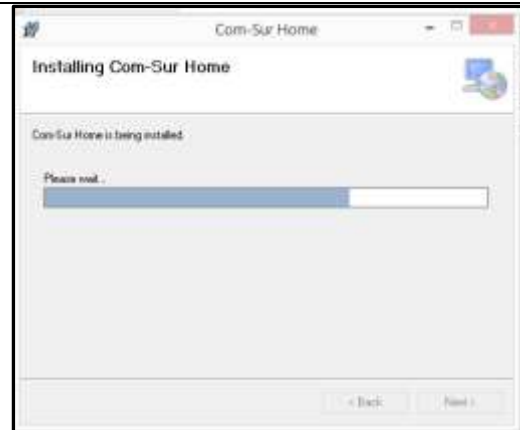 Com-Sur Home
Installing Com-Sur Home
Com-Sur Home is being installed.
Please wait...
< Back
Next >